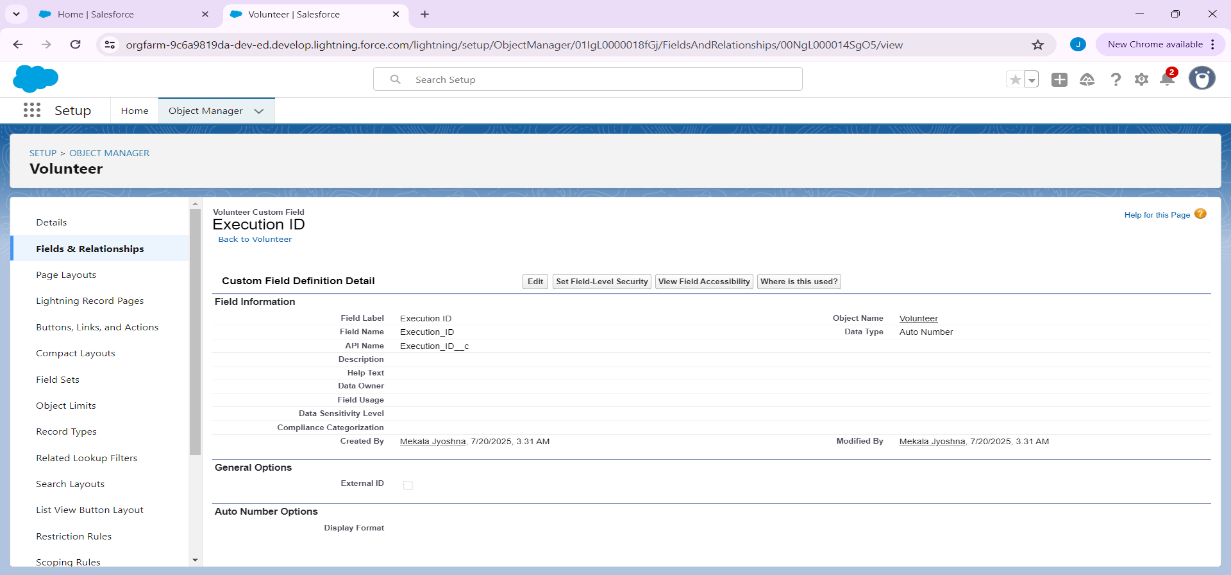 Home | Salesforce
Volunteer | Salesforce
orgfarm-9c6a9819da-dev-ed.develop.lightning.force.com/lightning/setup/ObjectManager/01IgL0000018fGj/FieldsAndRelationships/00NgL000014SgO5/view
J
New Chrome available
Search Setup
2
Setup
Home
Object Manager
SETUP > OBJECT MANAGER
Volunteer
Details
Fields & Relationships
Page Layouts
Lightning Record Pages
Buttons, Links, and Actions
Compact Layouts
Field Sets
Object Limits
Record Types
Related Lookup Filters
Search Layouts
List View Button Layout
Restriction Rules
Scoping Rules
Volunteer Custom Field
Execution ID
Back to Volunteer
Help for this Page ?
Custom Field Definition Detail
Edit Set Field-Level Security View Field Accessibility Where is this used?
Field Information
Field Label Execution ID Object Name Volunteer
Field Name Execution_ID Data Type Auto Number
API Name Execution_ID__c
Description
Help Text
Data Owner
Field Usage
Data Sensitivity Level
Compliance Categorization
Created By Mekala Jyoshna, 7/20/2025, 3:31 AM Modified By Mekala Jyoshna, 7/20/2025, 3:31 AM
General Options
External ID
Auto Number Options
Display Format